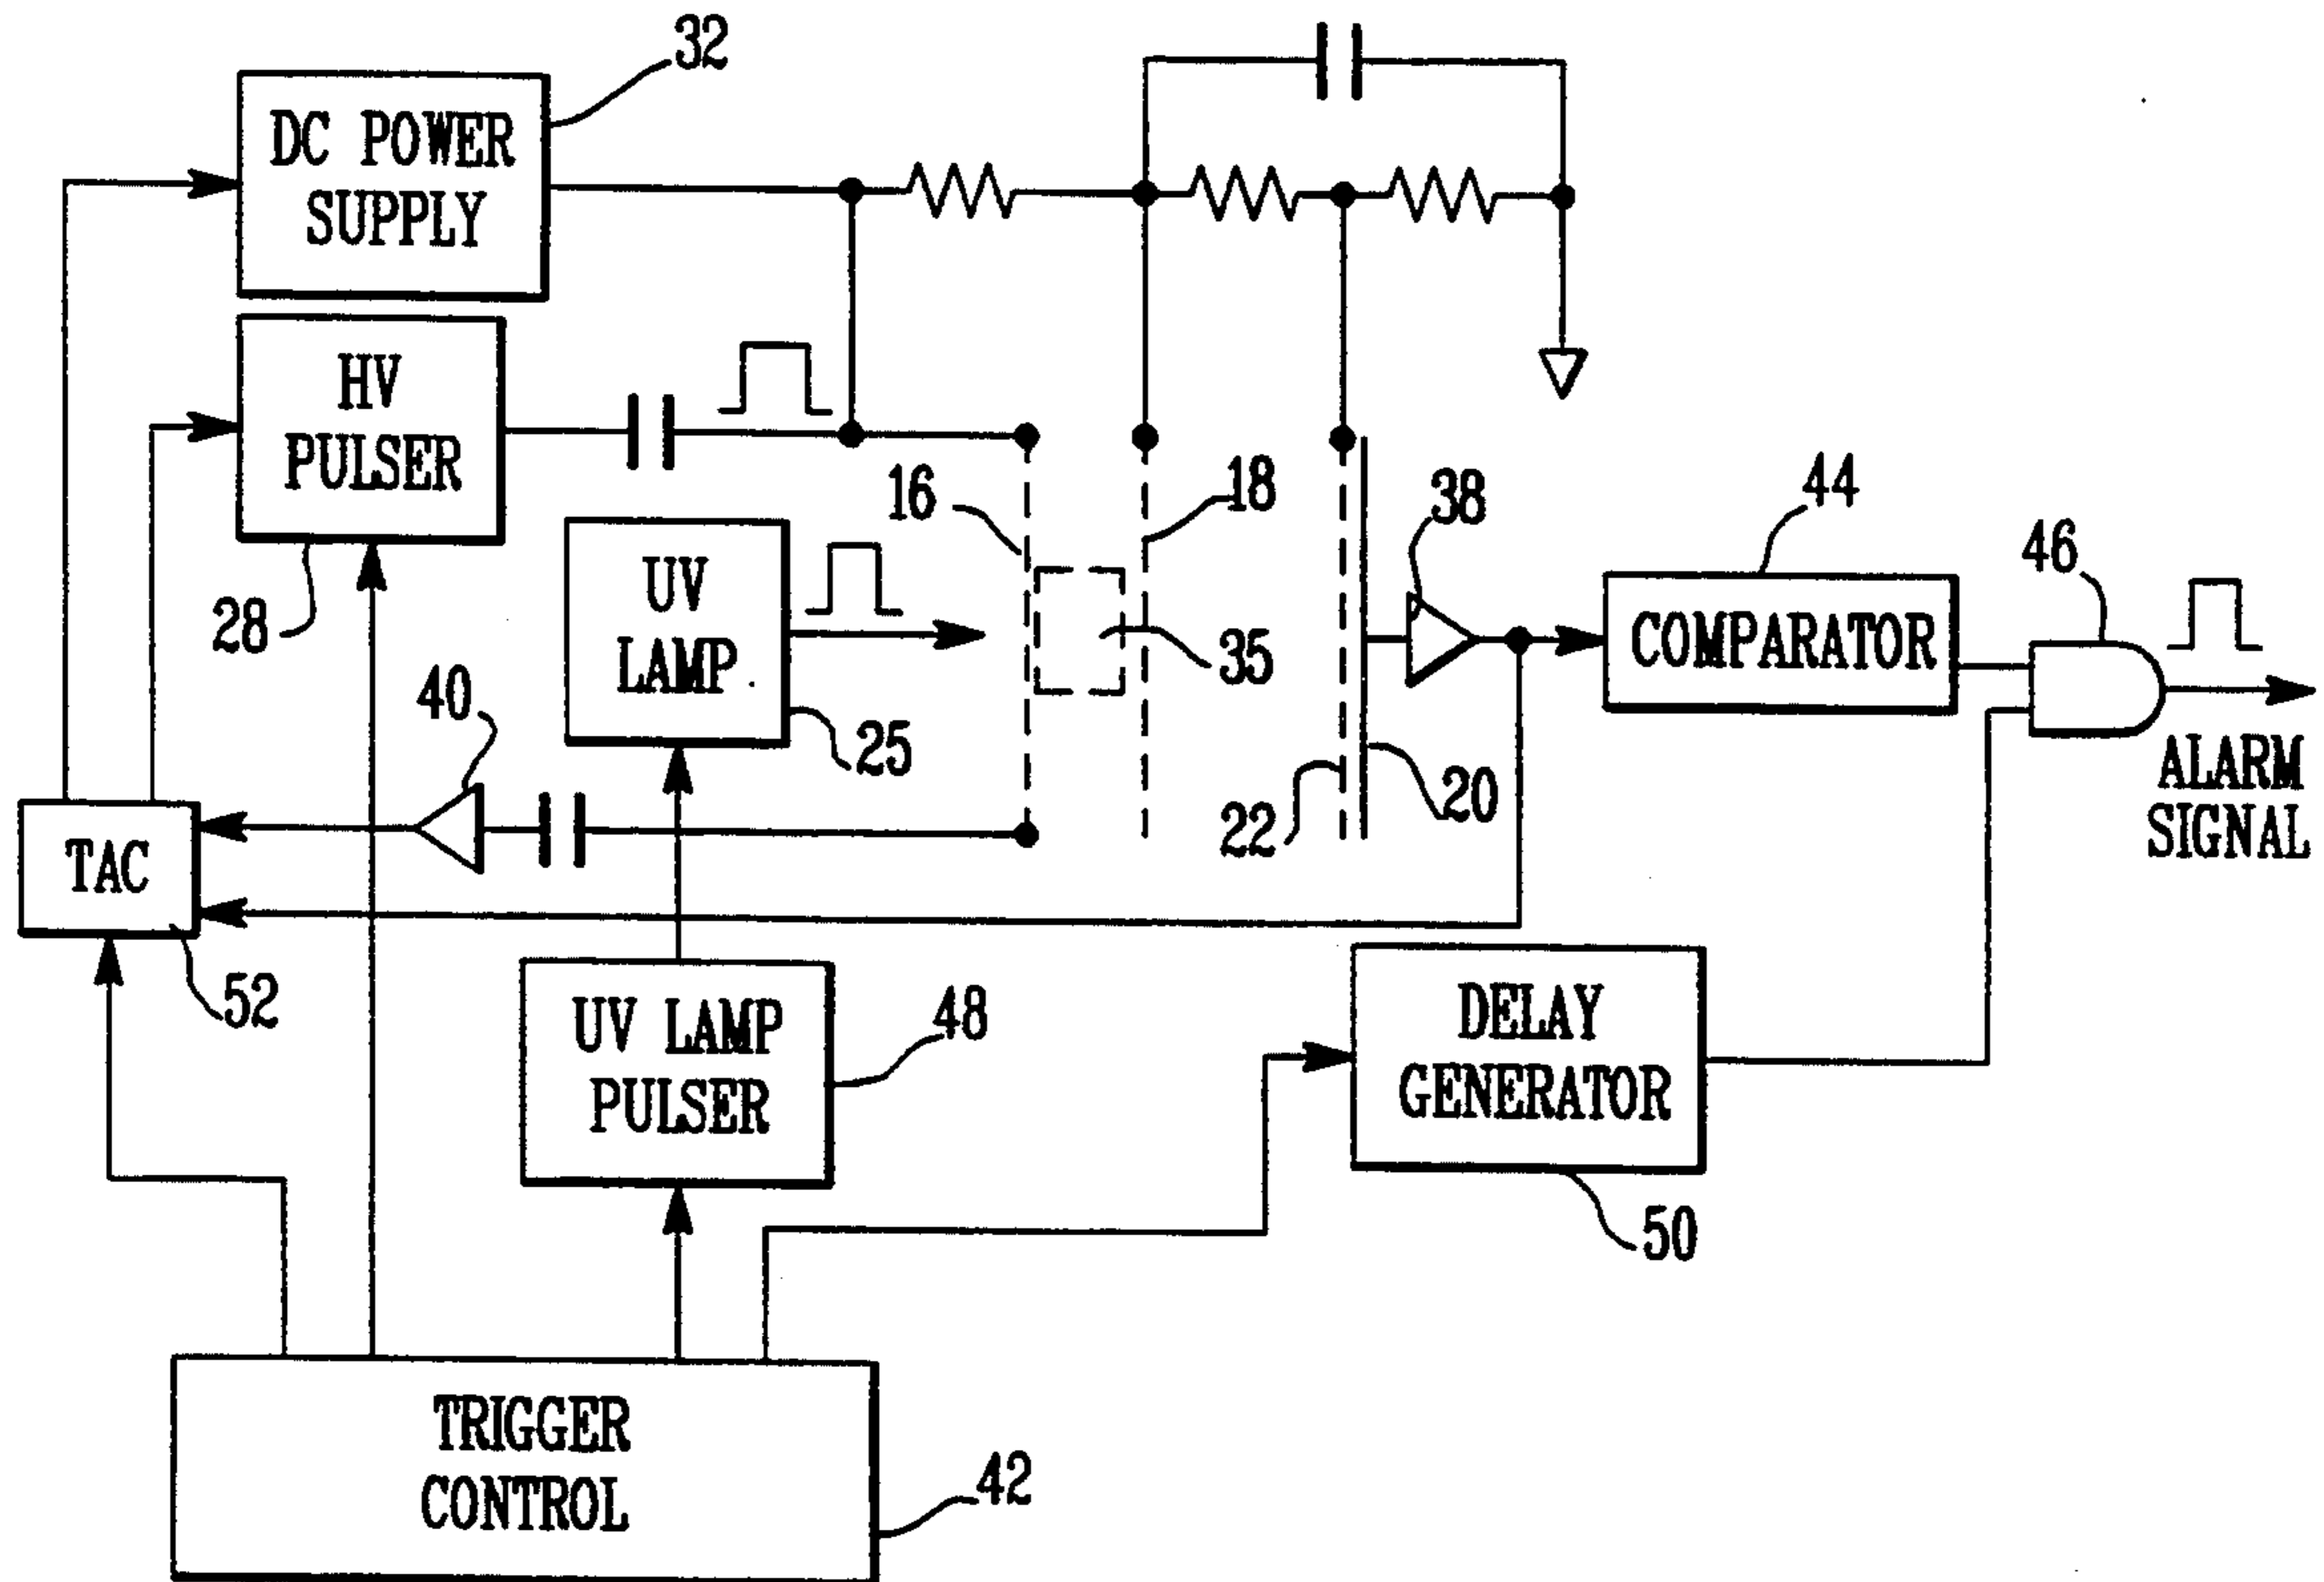 32
DC POWER
SUPPLY
HV
PULSER
28
16
18
38
44
46
UV
LAMP
35
COMPARATOR
40
25
22
20
ALARM
SIGNAL
TAC
52
UV LAMP
PULSER
48
DELAY
GENERATOR
50
TRIGGER
CONTROL
42